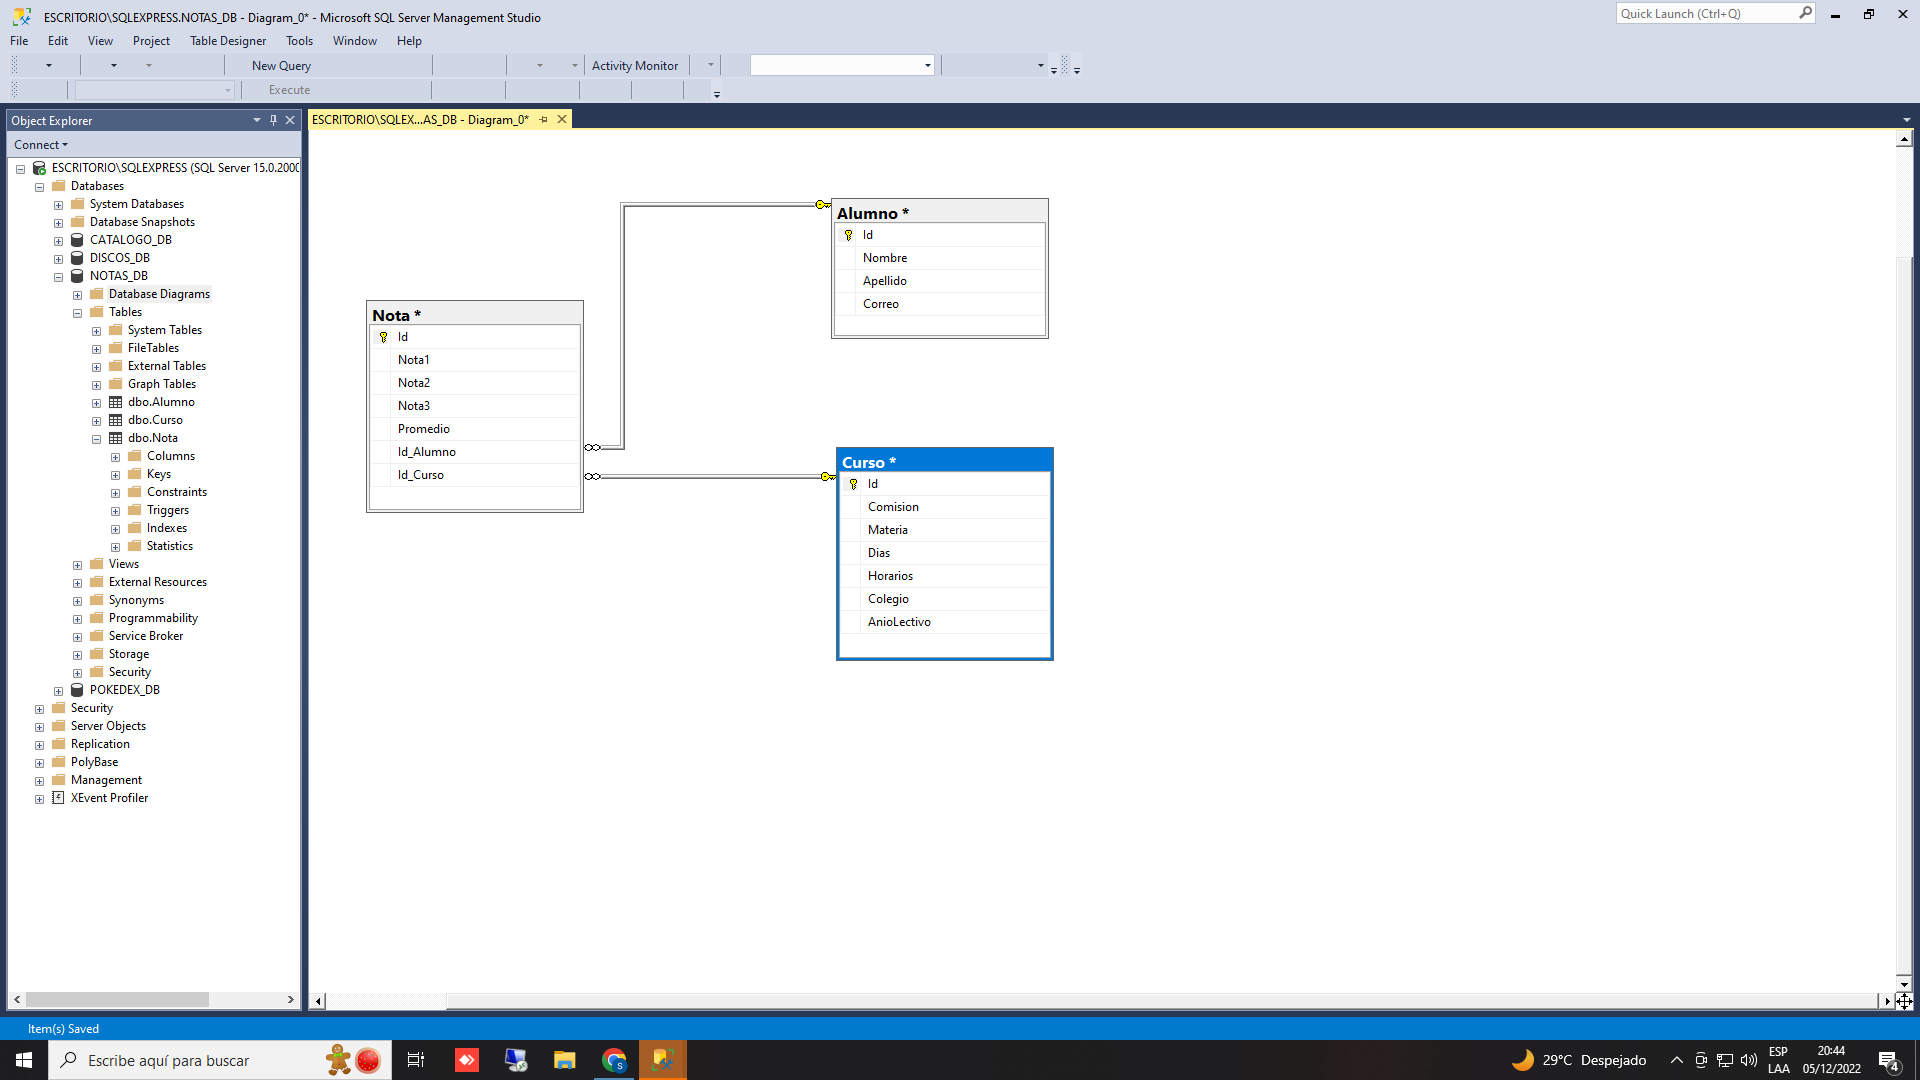 ESCRITORIO\SQLEXPRESS.NOTAS_DB - Diagram_0* - Microsoft SQL Server Management Studio
Quick Launch (Ctrl+Q)
File Edit View Project Table Designer Tools Window Help
New Query
Activity Monitor
Execute
Object Explorer
Connect
ESCRITORIO\SQLEXPRESS (SQL Server 15.0.2000
Databases
System Databases
Database Snapshots
CATALOGO_DB
DISCOS_DB
NOTAS_DB
Database Diagrams
Tables
System Tables
FileTables
External Tables
Graph Tables
dbo.Alumno
dbo.Curso
dbo.Nota
Columns
Keys
Constraints
Triggers
Indexes
Statistics
Views
External Resources
Synonyms
Programmability
Service Broker
Storage
Security
POKEDEX_DB
Security
Server Objects
Replication
PolyBase
Management
XEvent Profiler
ESCRITORIO\SQLEX...AS_DB - Diagram_0*
Nota *
Id
Nota1
Nota2
Nota3
Promedio
Id_Alumno
Id_Curso
Alumno *
Id
Nombre
Apellido
Correo
Curso *
Id
Comision
Materia
Dias
Horarios
Colegio
AnioLectivo
Item(s) Saved
Escribe aquí para buscar
S
29°C Despejado
ESP
LAA
20:44
05/12/2022
4